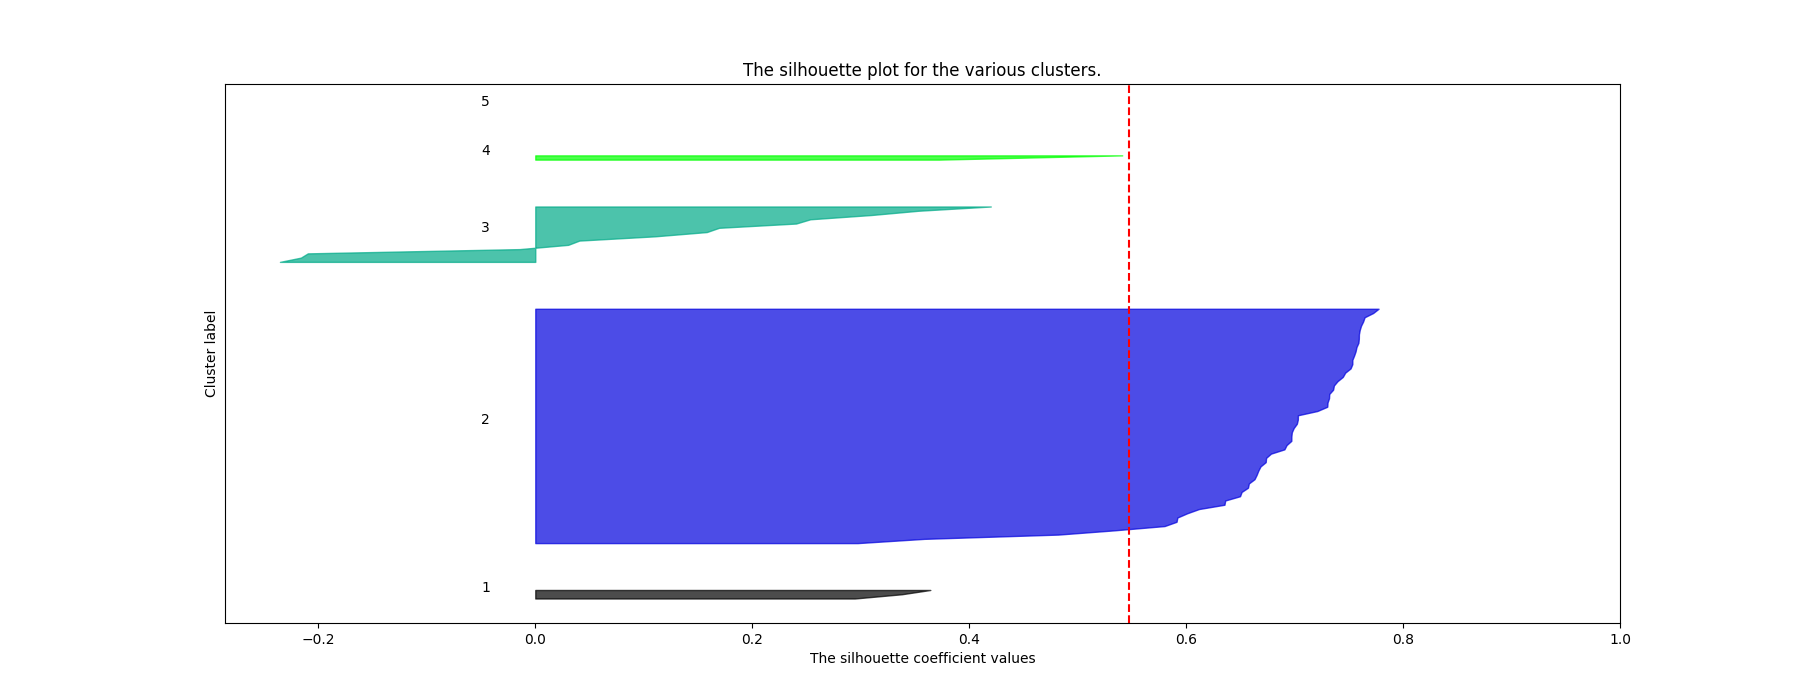 The silhouette plot for the various clusters.
5
4
3
2
1
Cluster label
−0.2 0.0 0.2 0.4 0.6 0.8 1.0
The silhouette coefficient values